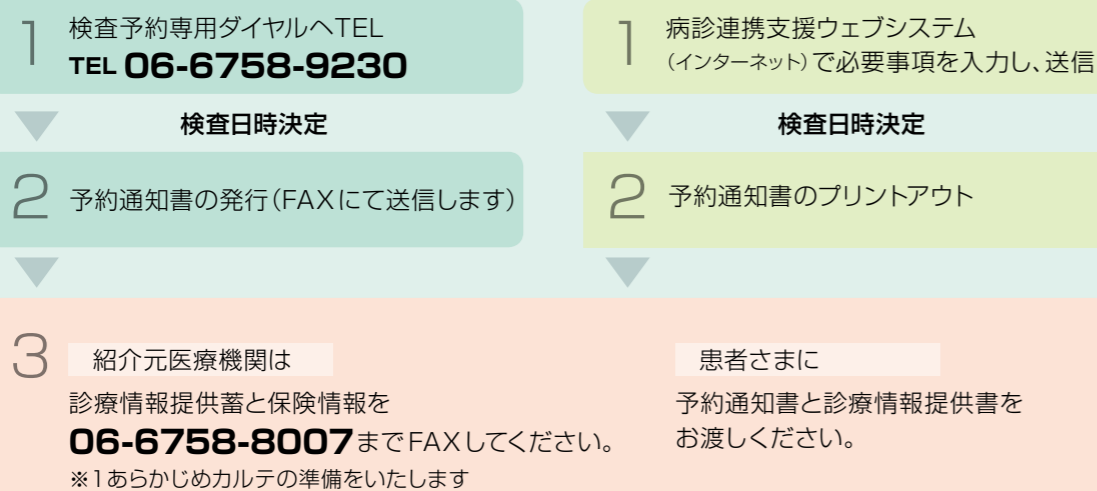 1
検査予約専用ダイヤルへTEL
TEL 06-6758-9230
検査日時決定
2
予約通知書の発行(FAXにて送信します)
1
病診連携支援ウェブシステム
(インターネット)で必要事項を入力し、送信
検査日時決定
2
予約通知書のプリントアウト
3
紹介元医療機関は
診療情報提供蓄と保険情報を
06-6758-8007までFAXしてください。
※1あらかじめカルテの準備をいたします
患者さまに
予約通知書と診療情報提供書を
お渡しください。